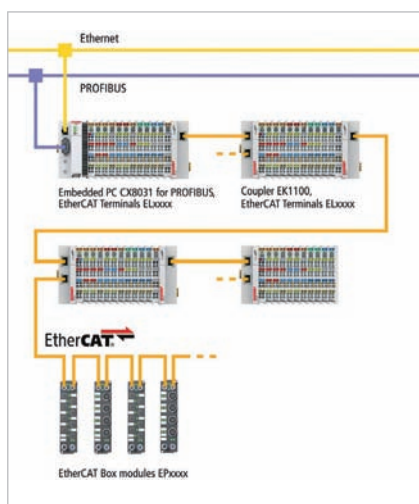 Ethernet
PROFIBUS
Embedded PC CX8031 for PROFIBUS,
EtherCAT Terminals ELxxxx
Coupler EK1100,
EtherCAT Terminals ELxxxx
EtherCAT®
EtherCAT Box modules EPxxxx